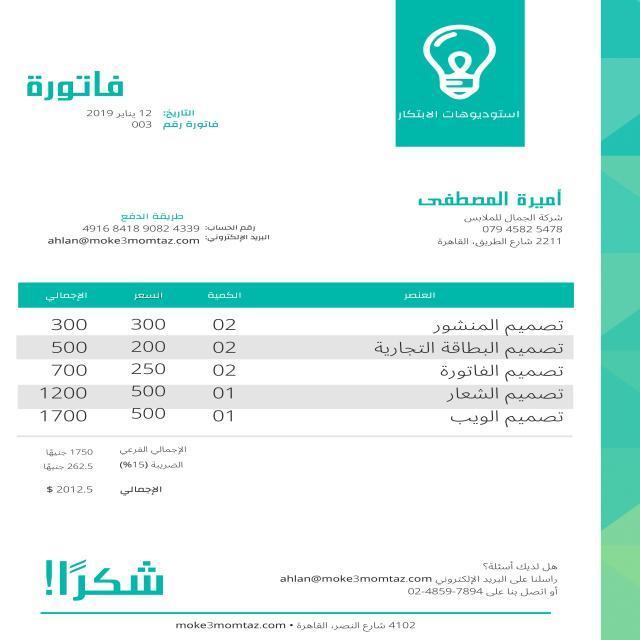 استوديوهات الابتكار
فاتورة
التاريخ: 12 يناير 2019
فاتورة رقم 003
أميرة المصطفى
شركة الجمال للملابس
079 4582 5478
2211 شارع الطريق، القاهرة
طريقة الدفع
رقم الحساب: 4916 8418 9082 4339
البريد الإلكتروني: ahlan@moke3momtaz.com
العنصر الكمية السعر الإجمالي
تصميم المنشور 02 300 300
تصميم البطاقة التجارية 02 200 500
تصميم الفاتورة 02 250 700
تصميم الشعار 01 500 1200
تصميم الويب 01 500 1700
الإجمالي الفرعي 1750 جنيهًا
الضريبة (15%) 262.5 جنيهًا
الإجمالي 2012.5 $
شكرًا!
هل لديك أسئلة؟
راسلنا على البريد الإلكتروني ahlan@moke3momtaz.com
أو اتصل بنا على 02-4859-7894
4102 شارع النصر، القاهرة • moke3momtaz.com